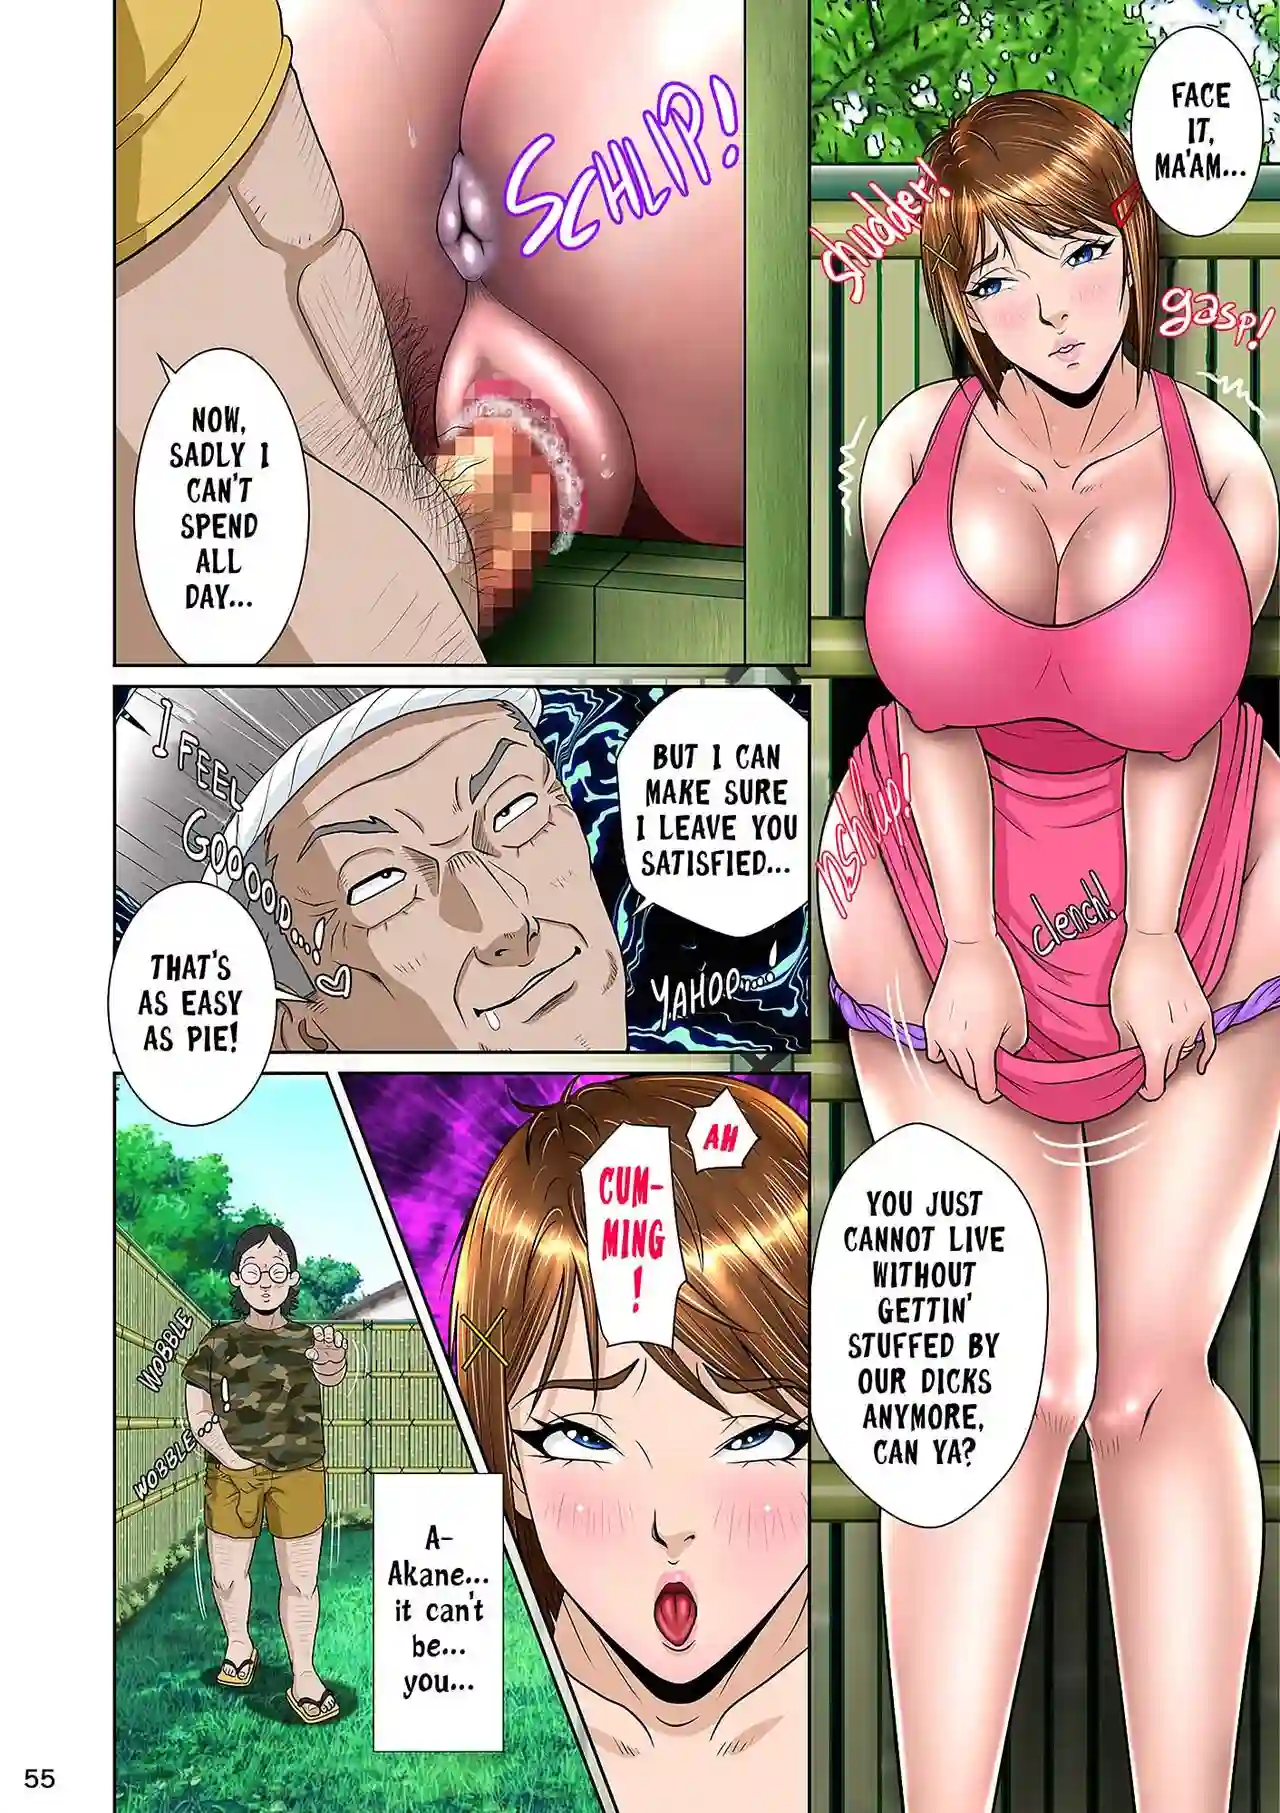 FACE
IT,
MA'AM...
shudder!
gasp!
nshlup!
clench!
YOU JUST
CANNOT LIVE
WITHOUT
GETTIN'
STUFFED BY
OUR DICKS
ANYMORE,
CAN YA?
SCHLIP!
NOW,
SADLY I
CAN'T
SPEND
ALL
DAY...
BUT I CAN
MAKE SURE
I LEAVE YOU
SATISFIED...
I FEEL
GOOOOD...!
YAHOOooo!
THAT'S
AS EASY
AS PIE!
AH
CUM-
MING
!
WOBBLE
WOBBLE...!
A-
Akane...
it can't
be...
you...
55